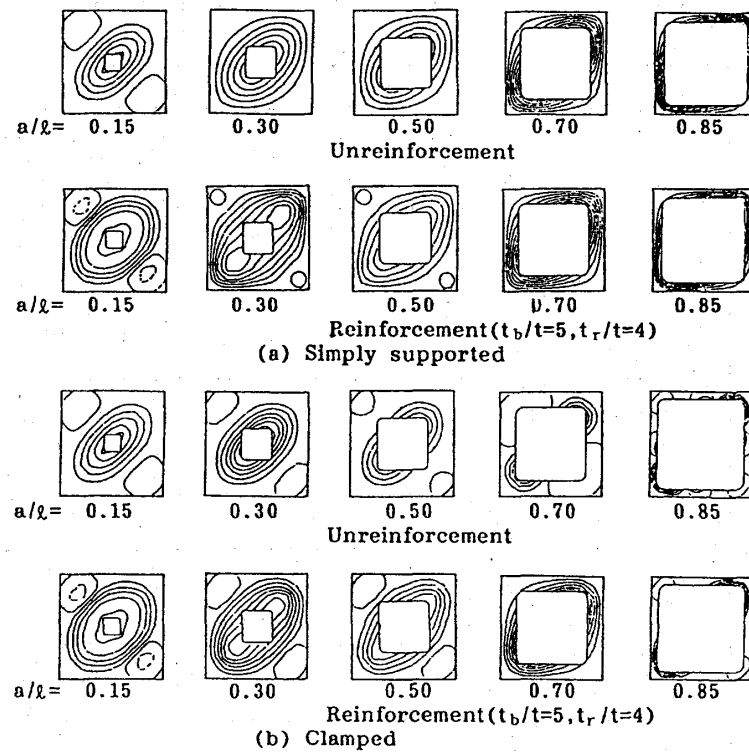 a/ℓ= 0.15 0.30 0.50 0.70 0.85
Unreinforcement
a/ℓ= 0.15 0.30 0.50 0.70 0.85
Reinforcement(t_b/t=5,t_r/t=4)
(a) Simply supported
a/ℓ= 0.15 0.30 0.50 0.70 0.85
Unreinforcement
a/ℓ= 0.15 0.30 0.50 0.70 0.85
Reinforcement(t_b/t=5,t_r/t=4)
(b) Clamped